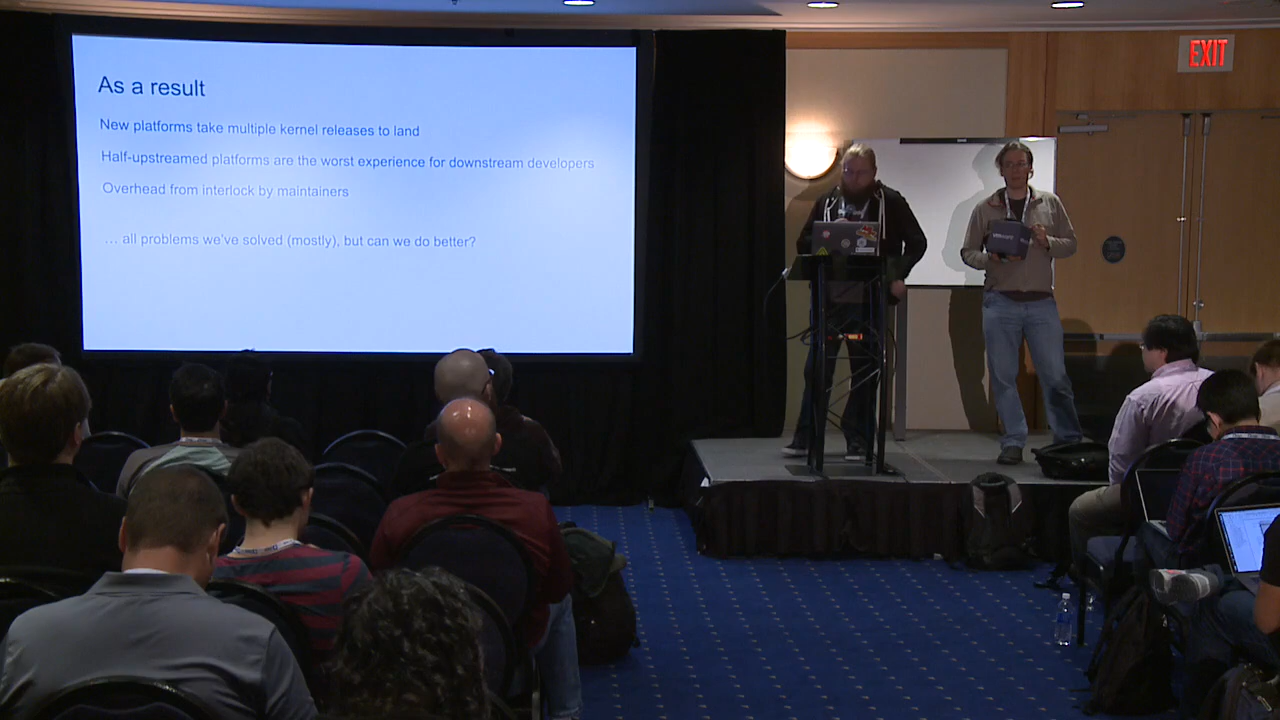 As a result
New platforms take multiple kernel releases to land
Half-upstreamed platforms are the worst experience for downstream developers
Overhead from interlock by maintainers
… all problems we've solved (mostly), but can we do better?
EXIT